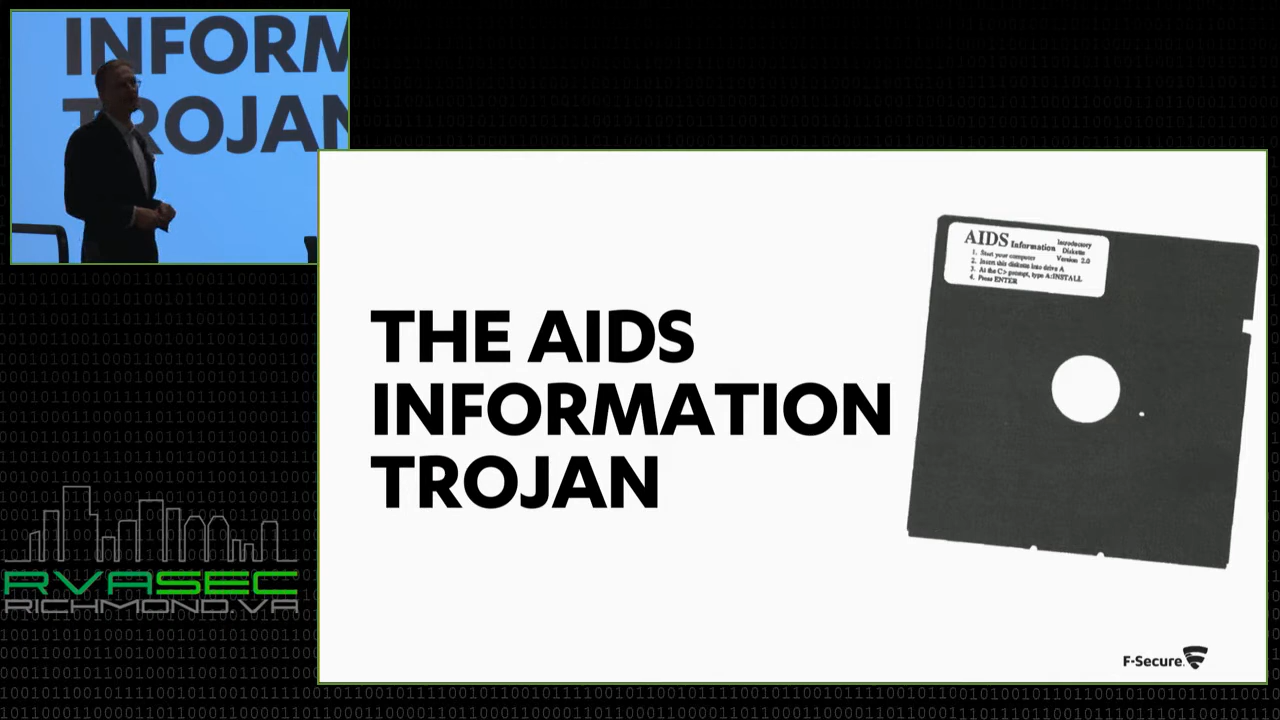 INFORM
TROJAN
THE AIDS
INFORMATION
TROJAN
AIDS Information Introductory
Diskette
Version 2.0
1. Start your computer
2. Insert this diskette into drive A
3. At the C> prompt, type A:INSTALL
4. Press ENTER
RVASEC
RICHMOND.VA
F-Secure.